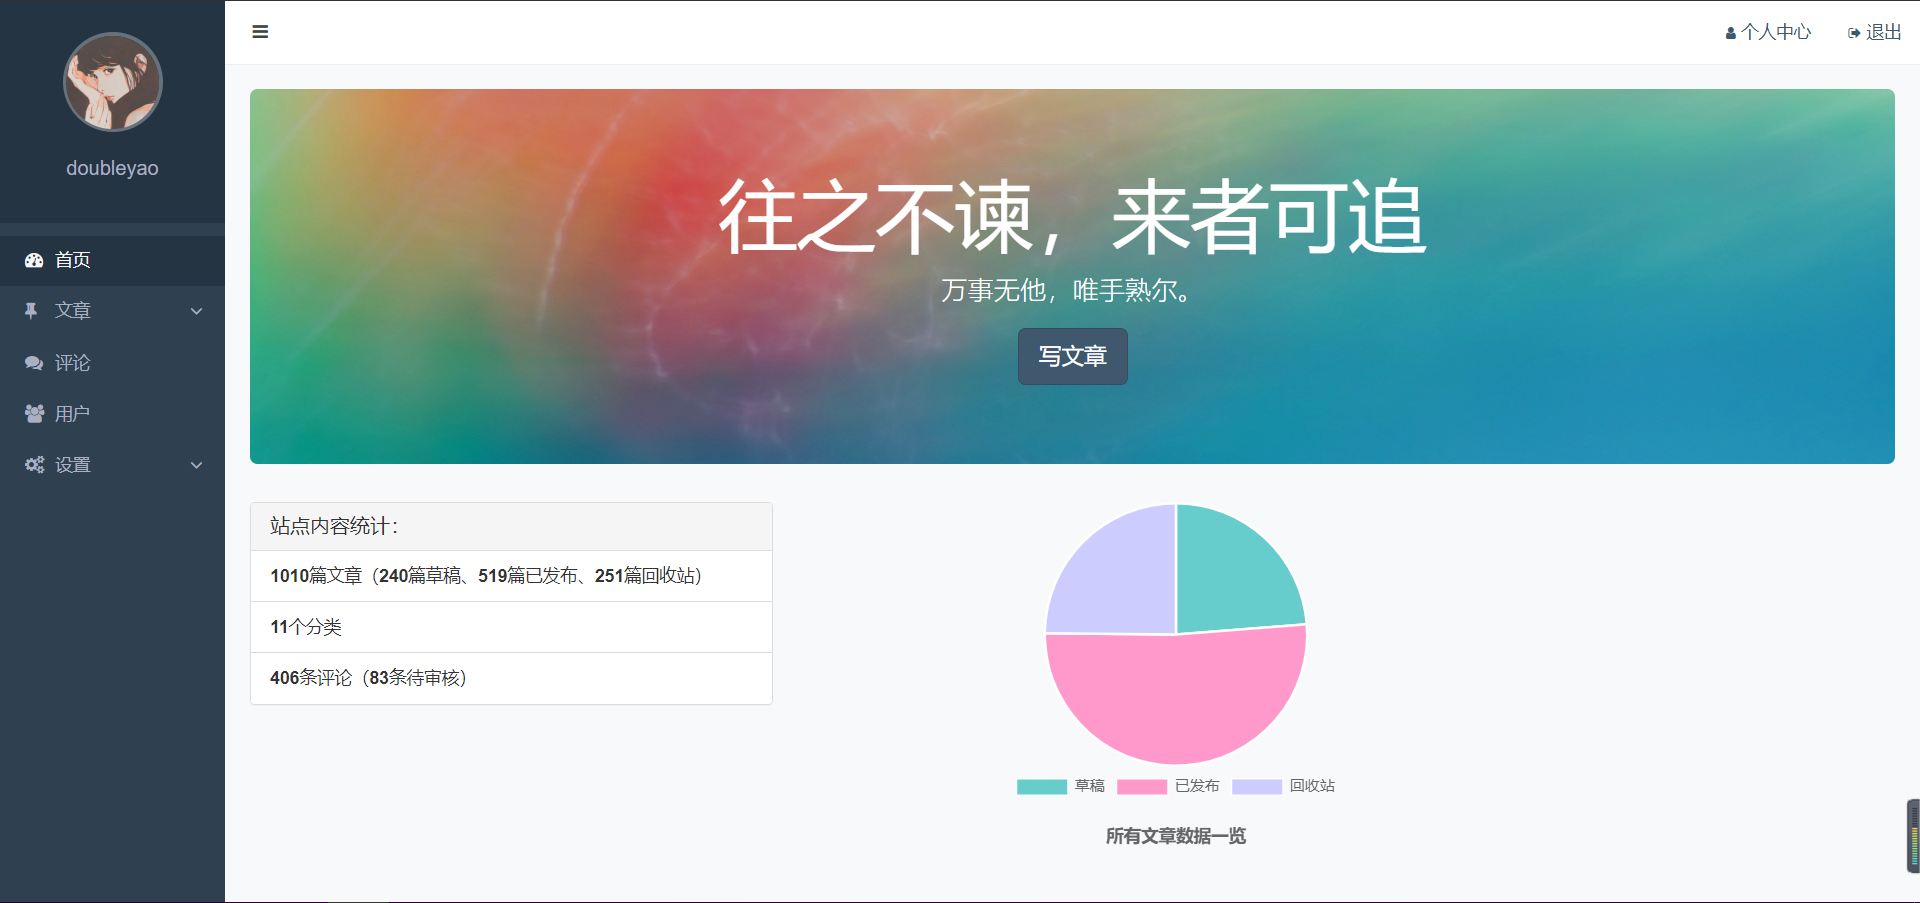 doubleyao
首页
文章
评论
用户
设置
个人中心
退出
往之不谏，来者可追
万事无他，唯手熟尔。
写文章
站点内容统计：
1010篇文章（240篇草稿、519篇已发布、251篇回收站）
11个分类
406条评论（83条待审核）
草稿 已发布 回收站
所有文章数据一览